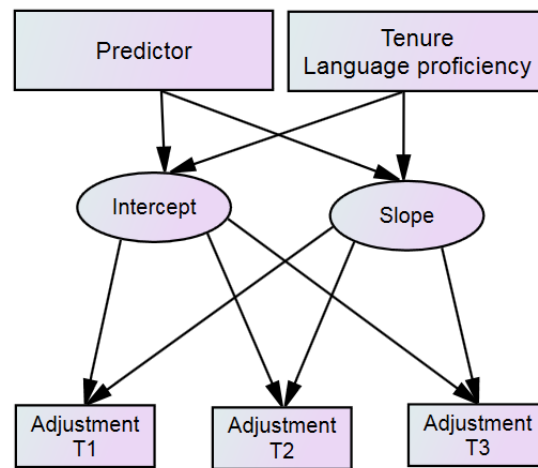 Predictor
Tenure
Language proficiency
Intercept
Slope
Adjustment
T1
Adjustment
T2
Adjustment
T3